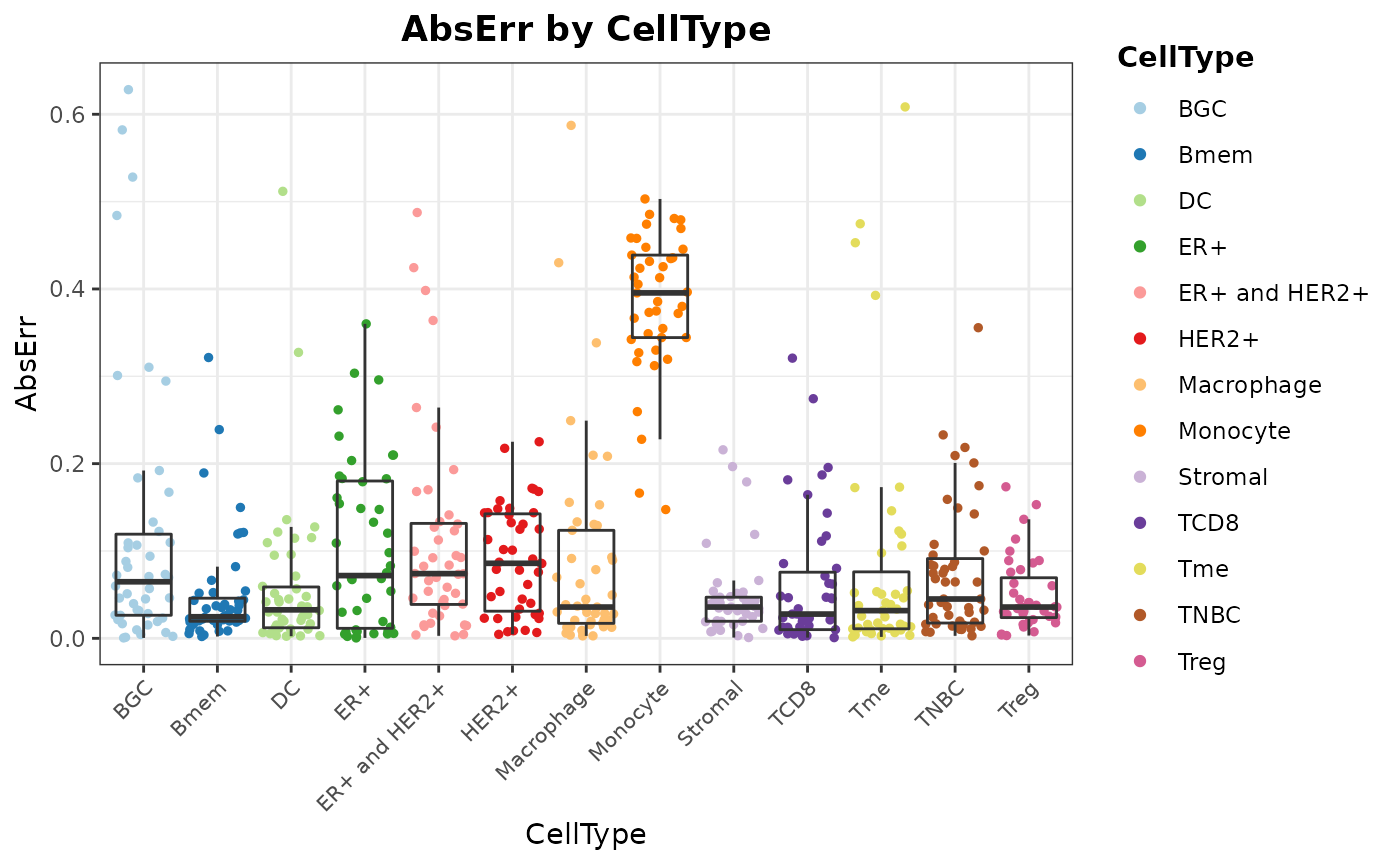 AbsErr by CellType
AbsErr
0.6
0.4
0.2
0.0
BGC
Bmem
DC
ER+
ER+ and HER2+
HER2+
Macrophage
Monocyte
Stromal
TCD8
Tme
TNBC
Treg
CellType
CellType
BGC
Bmem
DC
ER+
ER+ and HER2+
HER2+
Macrophage
Monocyte
Stromal
TCD8
Tme
TNBC
Treg